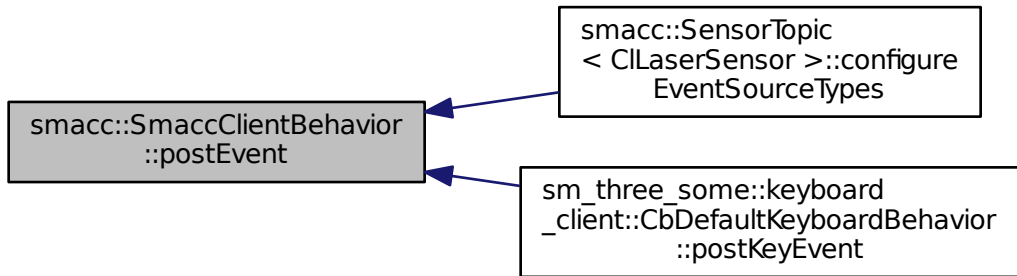 smacc::SmaccClientBehavior
::postEvent
smacc::SensorTopic
< ClLaserSensor >::configure
EventSourceTypes
sm_three_some::keyboard
_client::CbDefaultKeyboardBehavior
::postKeyEvent